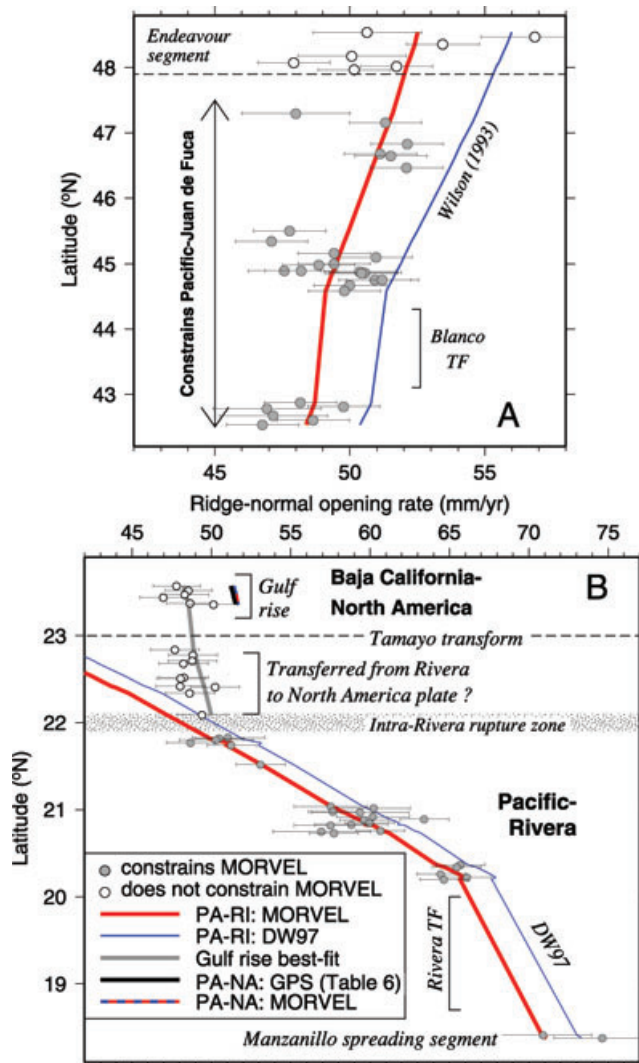 A
Endeavour
segment
48
47
46
45
44
43
Latitude (ºN)
Constrains Pacific-Juan de Fuca
Wilson (1993)
Blanco
TF
A
45 50 55
Ridge-normal opening rate (mm/yr)
45 50 55 60 65 70 75
Gulf
rise
Baja California-
North America
B
23
Tamayo transform
Transferred from Rivera
to North America plate ?
22
Intra-Rivera rupture zone
Latitude (ºN)
21
Pacific-
Rivera
20
19
constrains MORVEL
does not constrain MORVEL
PA-RI: MORVEL
PA-RI: DW97
Gulf rise best-fit
PA-NA: GPS (Table 6)
PA-NA: MORVEL
Rivera TF
DW97
Manzanillo spreading segment